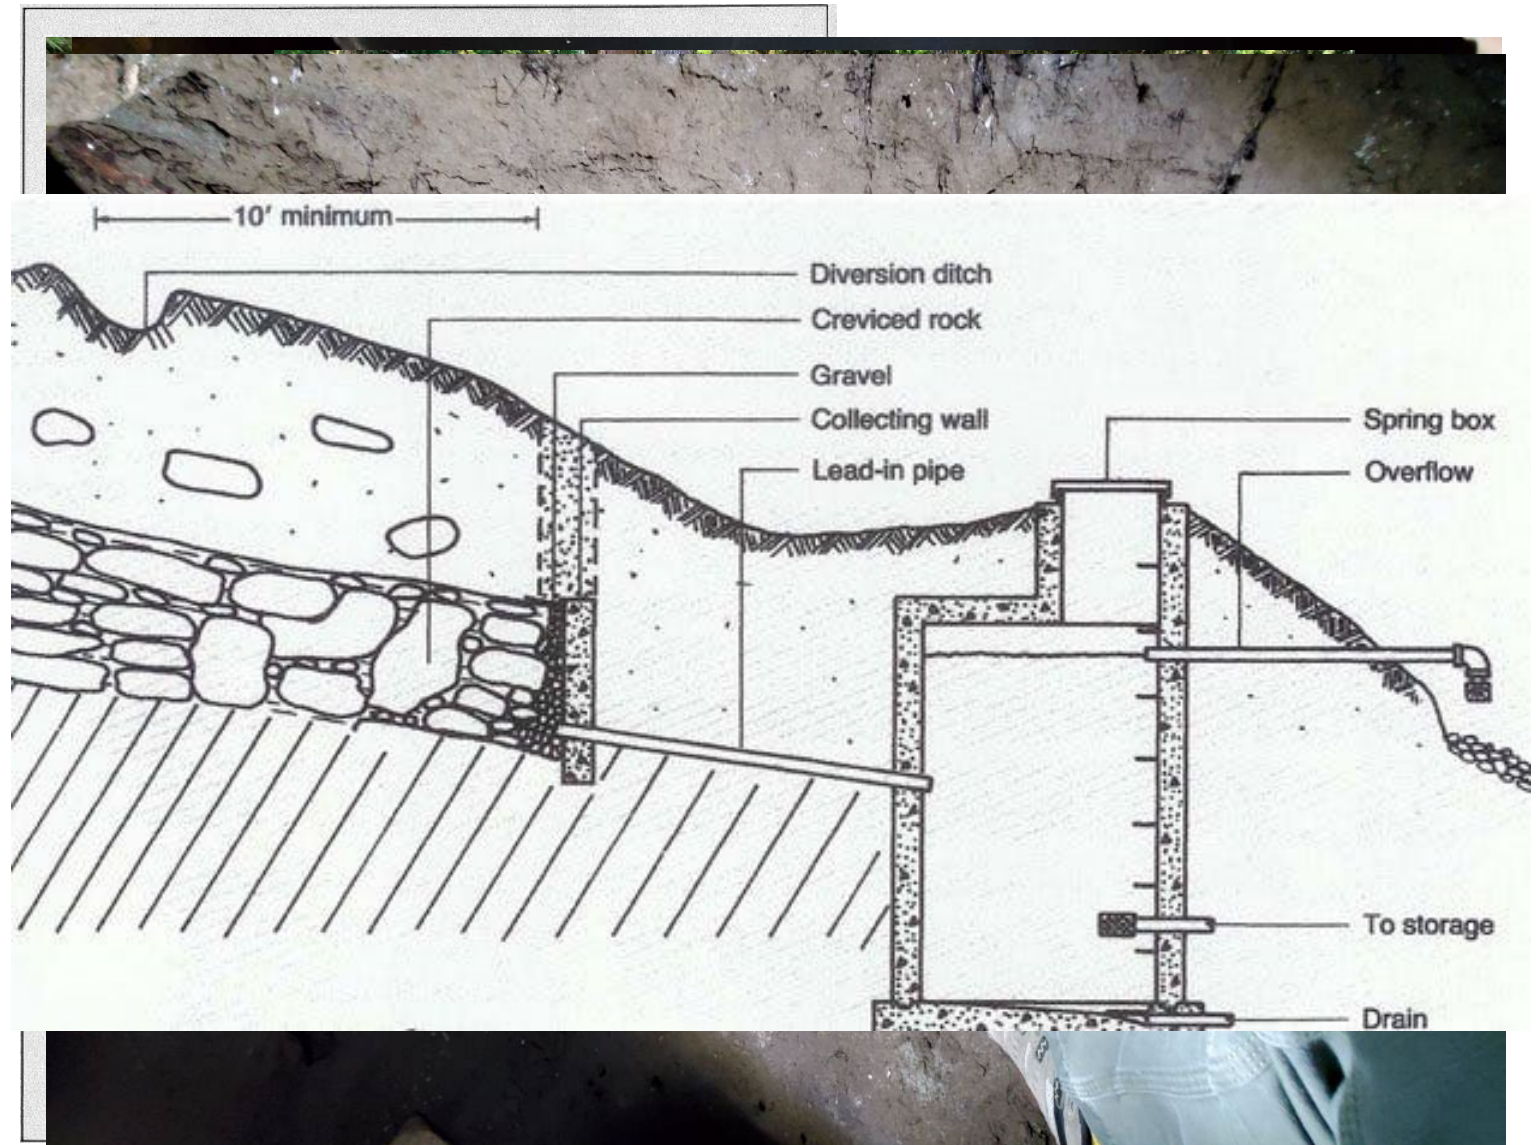 10' minimum
Diversion ditch
Creviced rock
Gravel
Collecting wall
Lead-in pipe
Spring box
Overflow
To storage
Drain